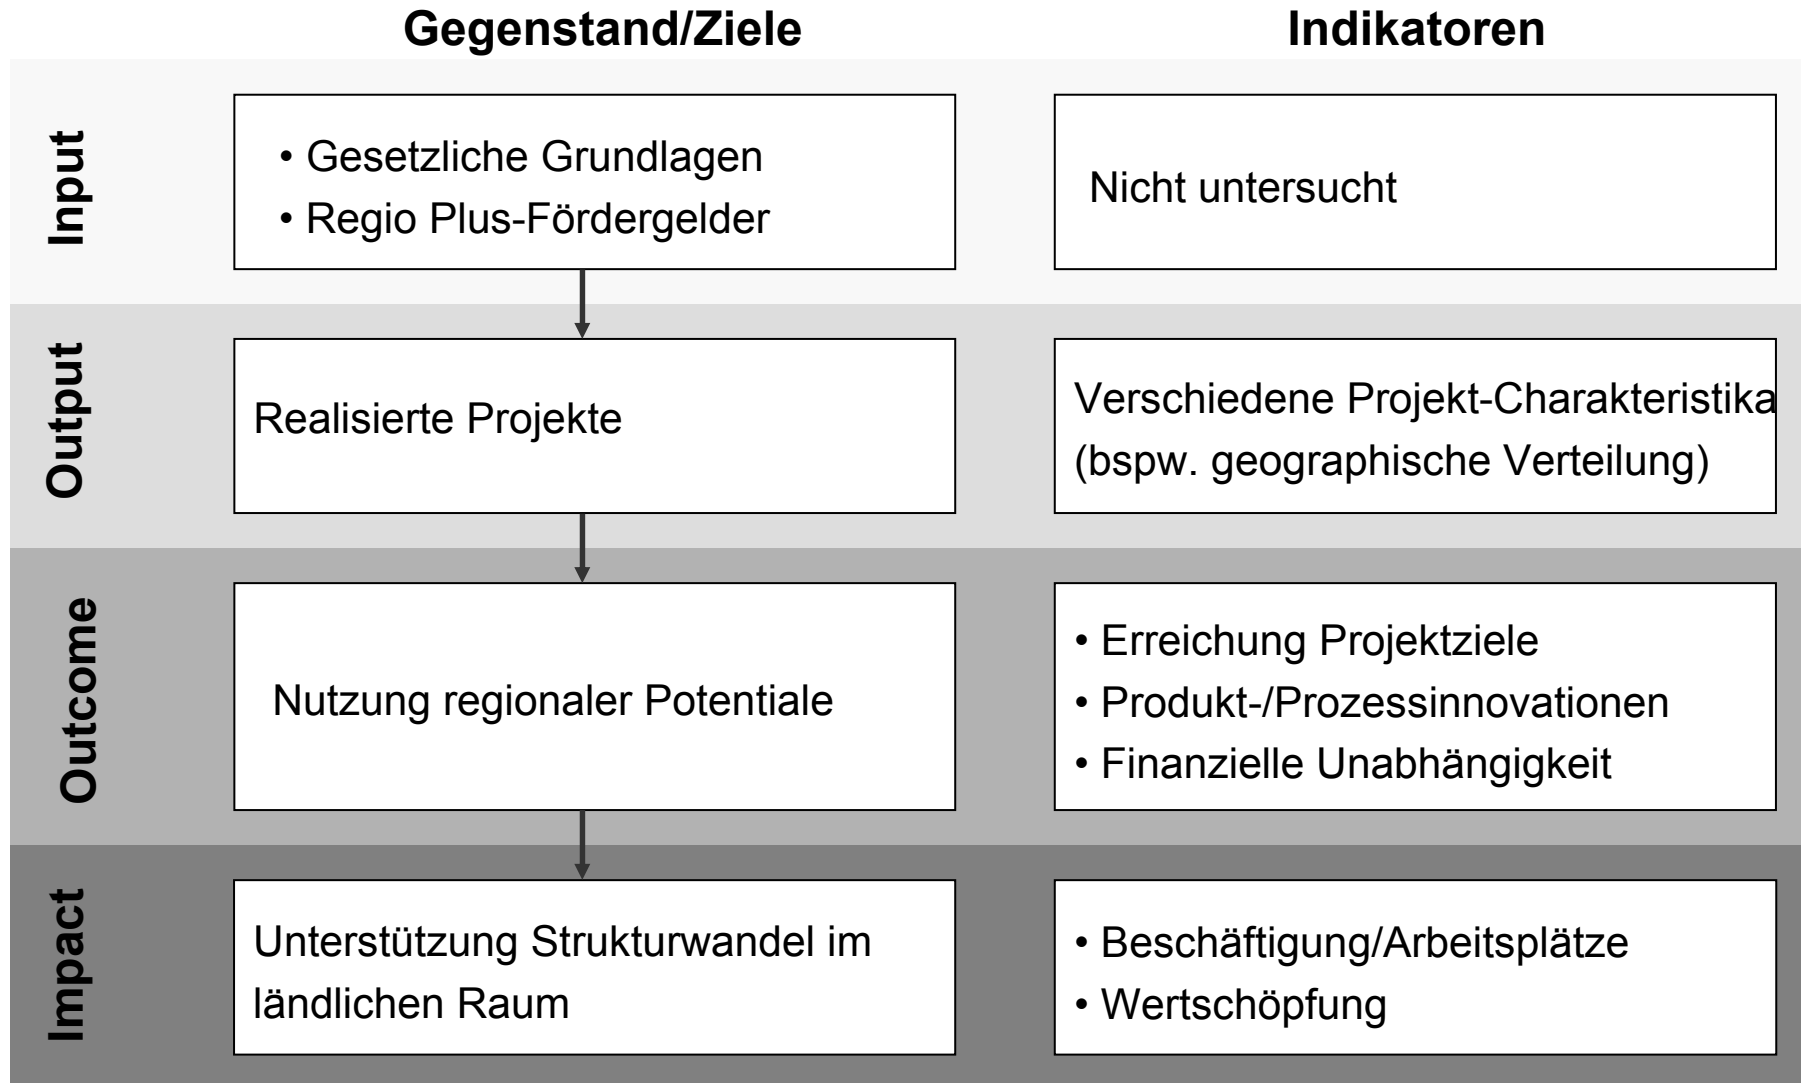 Gegenstand/Ziele
Indikatoren
Input
• Gesetzliche Grundlagen
• Regio Plus-Fördergelder
Nicht untersucht
Output
Realisierte Projekte
Verschiedene Projekt-Charakteristika
(bspw. geographische Verteilung)
Outcome
Nutzung regionaler Potentiale
• Erreichung Projektziele
• Produkt-/Prozessinnovationen
• Finanzielle Unabhängigkeit
Impact
Unterstützung Strukturwandel im
ländlichen Raum
• Beschäftigung/Arbeitsplätze
• Wertschöpfung